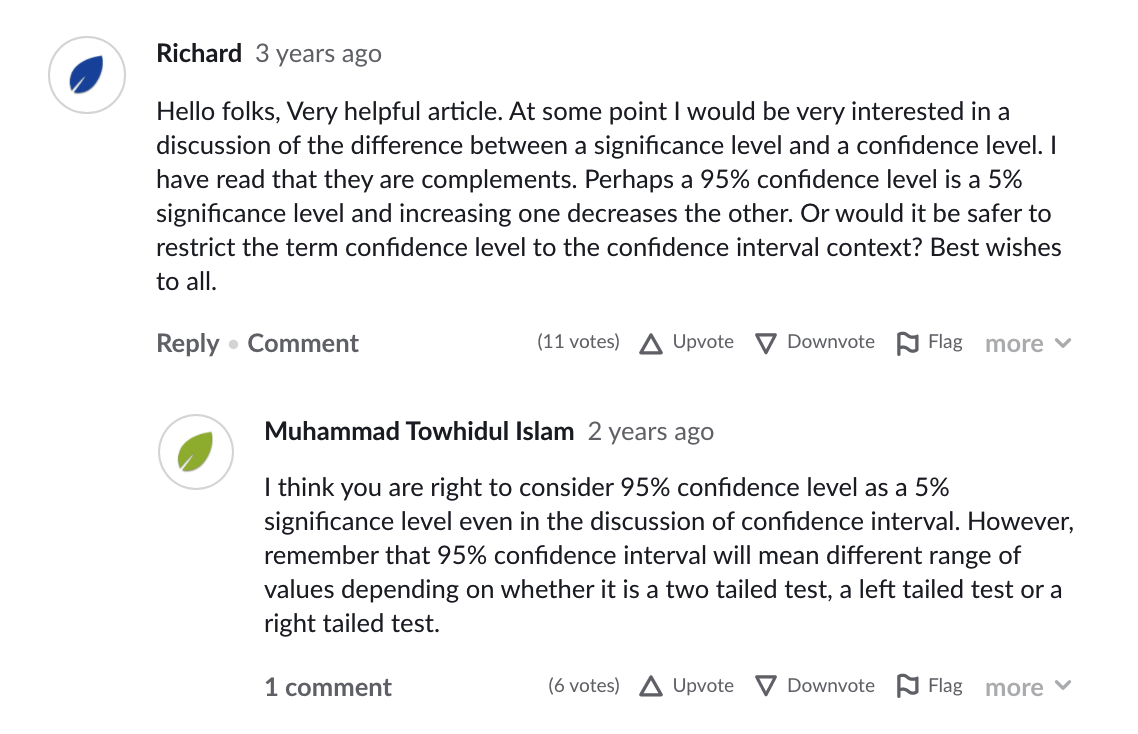 Richard 3 years ago
Hello folks, Very helpful article. At some point I would be very interested in a
discussion of the difference between a significance level and a confidence level. I
have read that they are complements. Perhaps a 95% confidence level is a 5%
significance level and increasing one decreases the other. Or would it be safer to
restrict the term confidence level to the confidence interval context? Best wishes
to all.
Reply • Comment (11 votes) Upvote Downvote Flag more
Muhammad Towhidul Islam 2 years ago
I think you are right to consider 95% confidence level as a 5%
significance level even in the discussion of confidence interval. However,
remember that 95% confidence interval will mean different range of
values depending on whether it is a two tailed test, a left tailed test or a
right tailed test.
1 comment (6 votes) Upvote Downvote Flag more